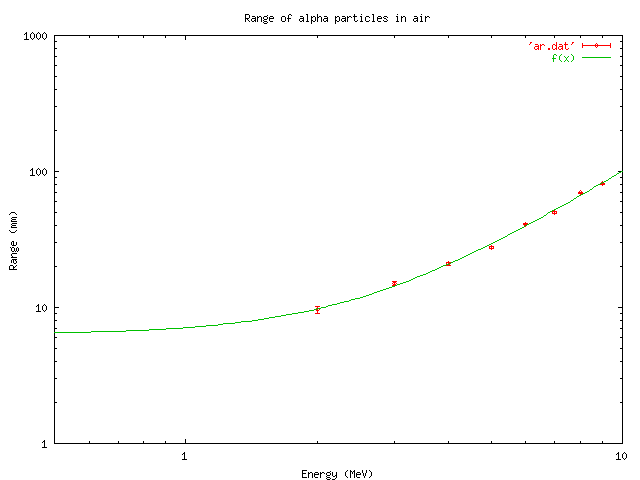 Range of alpha particles in air
1000
'ar.dat'
f(x)
100
Range (mm)
10
1
1
10
Energy (MeV)